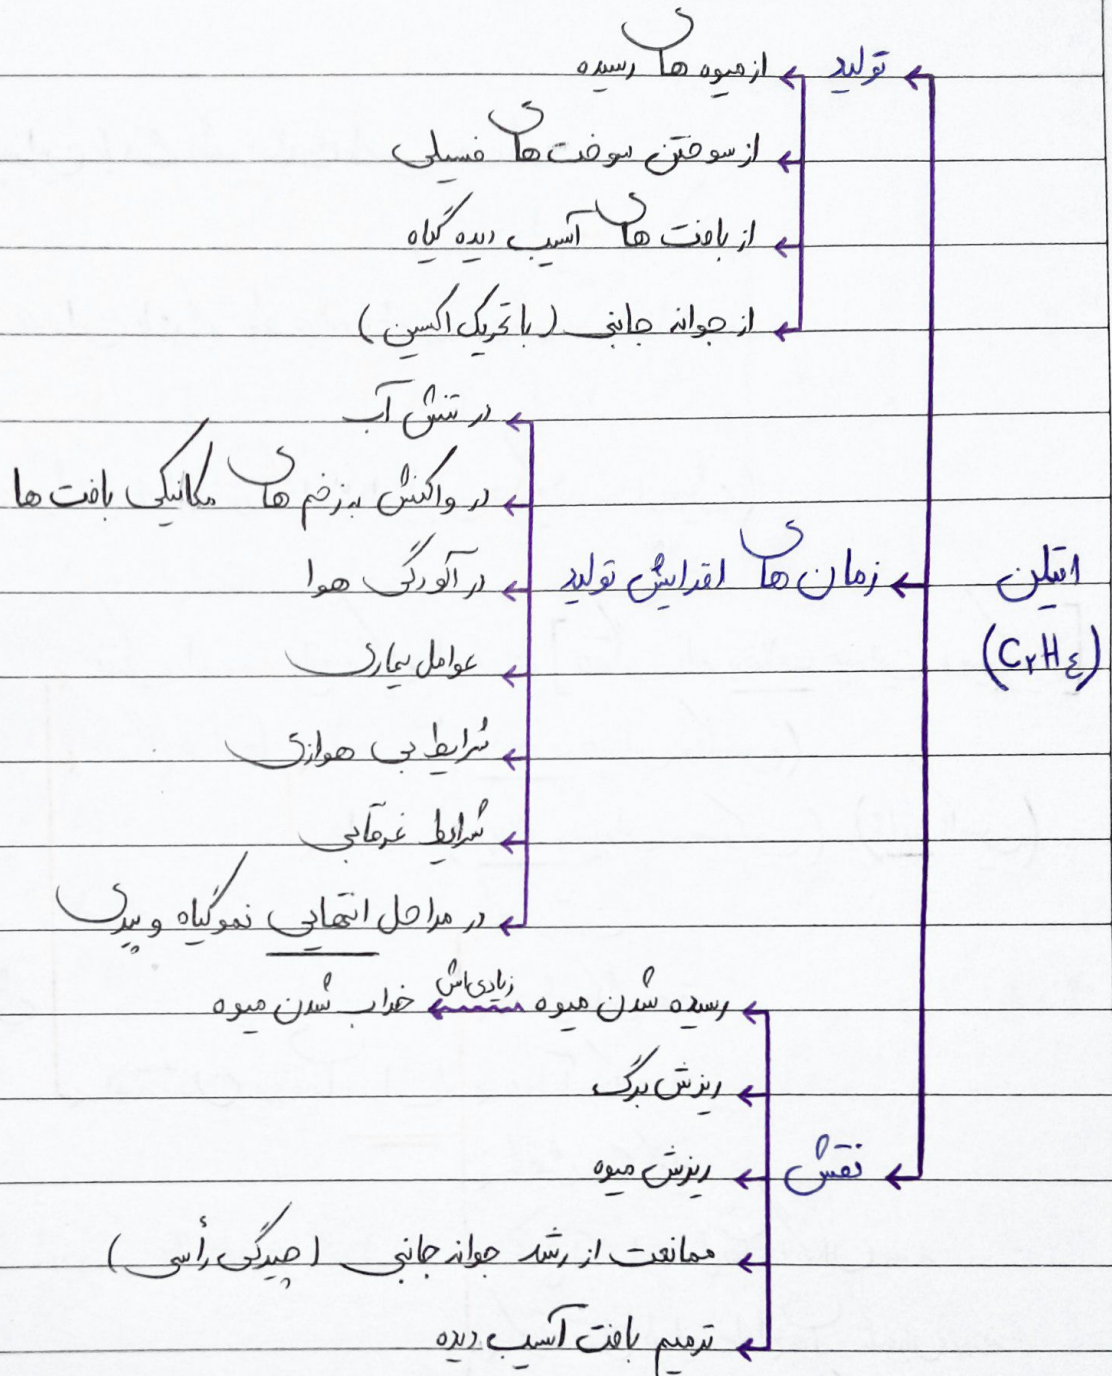 تولید ← از میوه های رسیده
از سوختن سوخت های فسیلی
از بافت های آسیب دیده گیاه
از جوانه جانبی (با تحریک اکسین)
در تنش آب
در واکنش به زخم های مکانیکی بافت ها
اتیلن
زمان های افزایش تولید ← در آلودگی هوا
(C۲H٤)
عوامل بیماری
شرایط بی هوازی
شرایط غرقابی
در مراحل انتهایی نمو گیاه و پیری
رسیده شدن میوه زیادی‌اش ← خراب شدن میوه
ریزش برگ
نقش ← ریزش میوه
ممانعت از رشد جوانه جانبی (چیرگی رأسی)
ترمیم بافت آسیب دیده